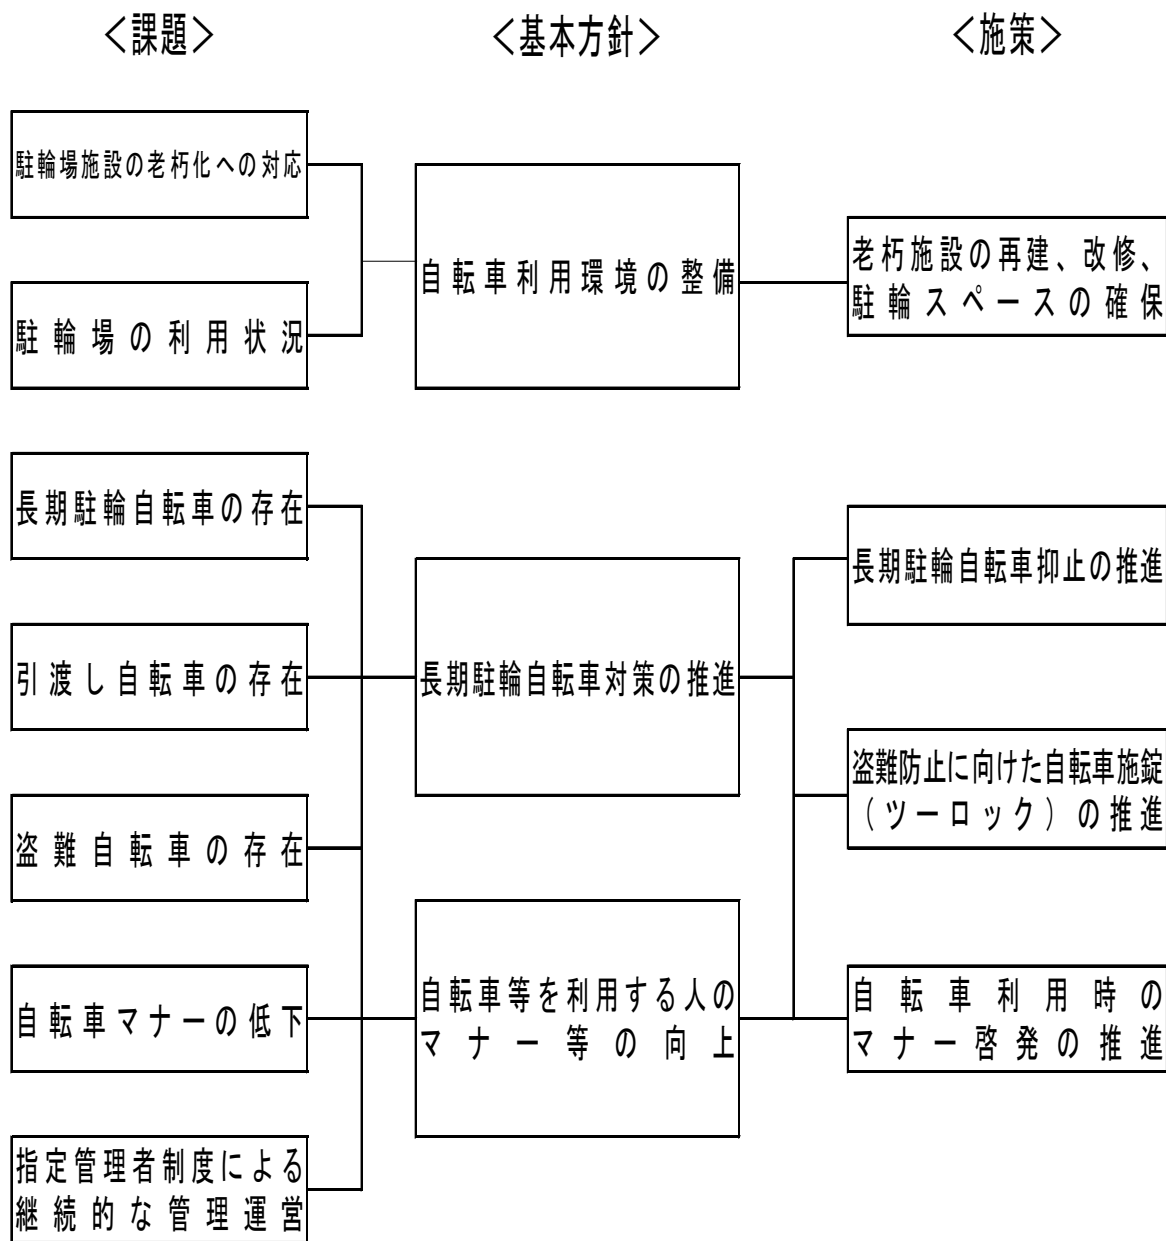 ＜課題＞
＜基本方針＞
＜施策＞
駐輪場施設の老朽化への対応
駐輪場の利用状況
自転車利用環境の整備
老朽施設の再建、改修、
駐輪スペースの確保
長期駐輪自転車の存在
引渡し自転車の存在
盗難自転車の存在
自転車マナーの低下
指定管理者制度による
継続的な管理運営
長期駐輪自転車対策の推進
自転車等を利用する人の
マナー等の向上
長期駐輪自転車抑止の推進
盗難防止に向けた自転車施錠
（ツーロック）の推進
自転車利用時の
マナー啓発の推進